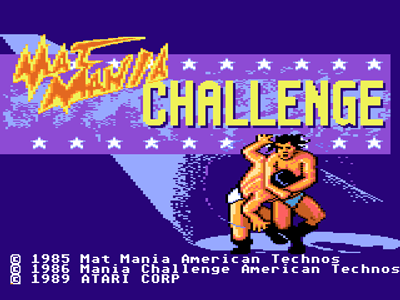 Mat
Mania
CHALLENGE
© 1985 Mat Mania American Technos
© 1986 Mania Challenge American Technos
© 1989 ATARI CORP